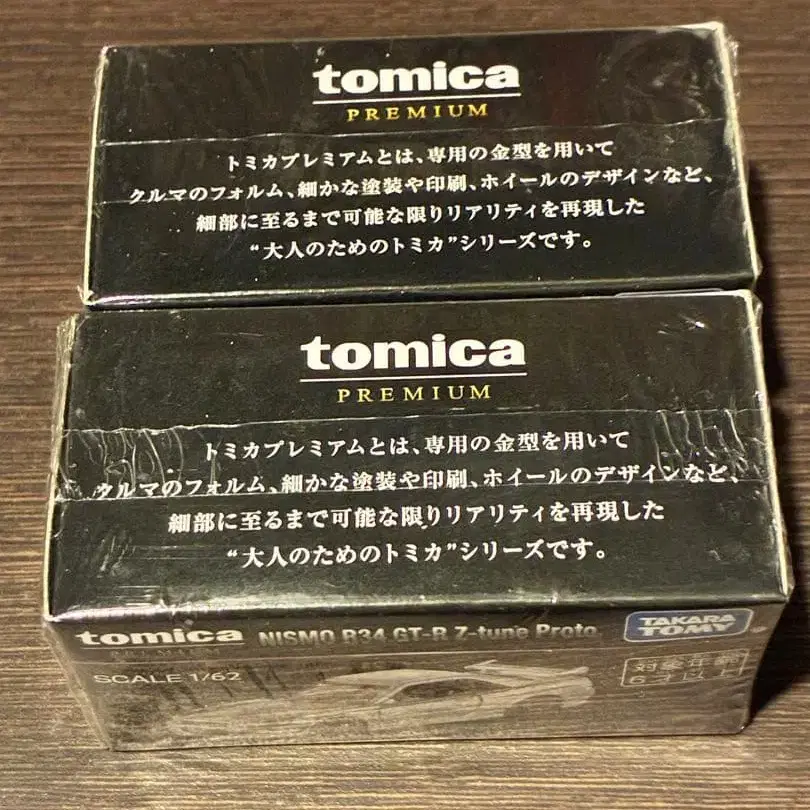 tomica
PREMIUM
トミカプレミアムとは、専用の金型を用いて
クルマのフォルム、細かな塗装や印刷、ホイールのデザインなど、
細部に至るまで可能な限りリアリティを再現した
“大人のためのトミカ”シリーズです。
tomica
PREMIUM
トミカプレミアムとは、専用の金型を用いて
クルマのフォルム、細かな塗装や印刷、ホイールのデザインなど、
細部に至るまで可能な限りリアリティを再現した
“大人のためのトミカ”シリーズです。
tomica NISMO R34 GT-R Z-tune Proto.
PREMIUM
TAKARA
TOMY
SCALE 1/62
対象年齢
6才以上